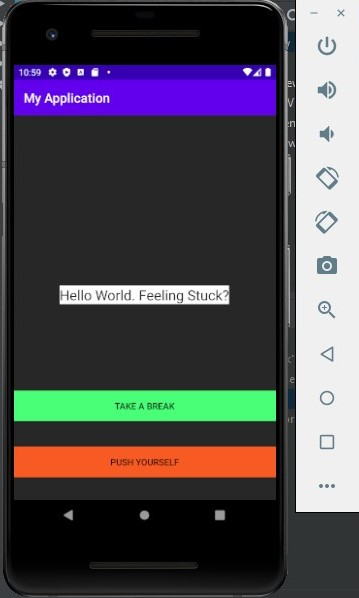 10:59
My Application
Hello World. Feeling Stuck?
TAKE A BREAK
PUSH YOURSELF